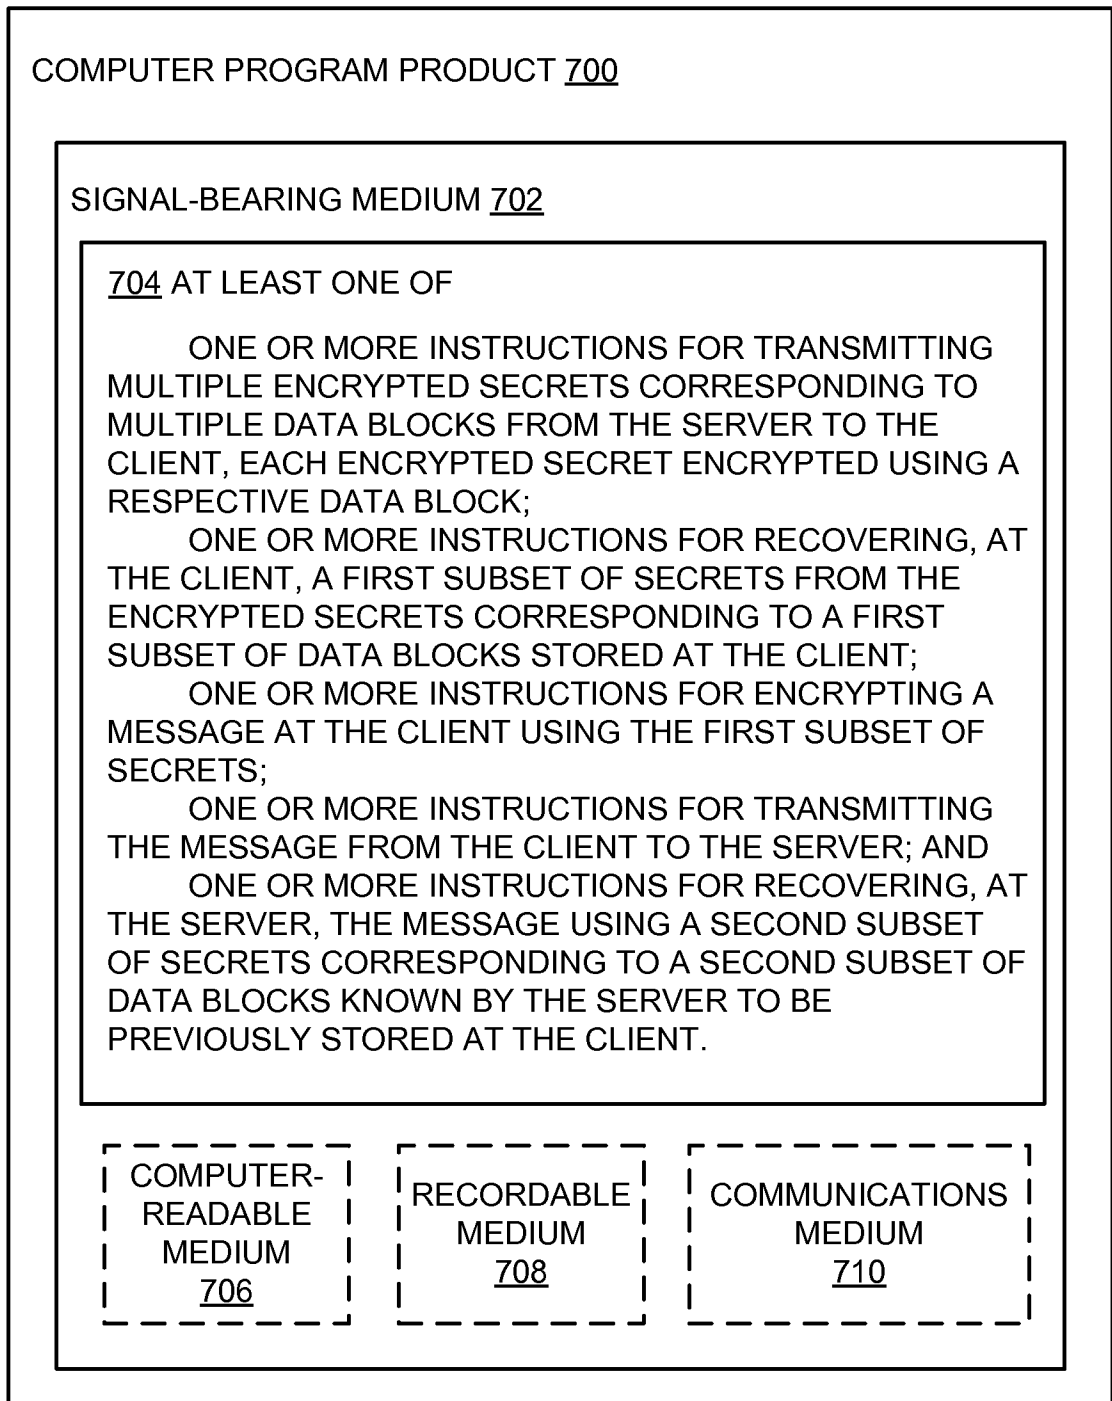 COMPUTER PROGRAM PRODUCT 700
SIGNAL-BEARING MEDIUM 702
704 AT LEAST ONE OF
ONE OR MORE INSTRUCTIONS FOR TRANSMITTING
MULTIPLE ENCRYPTED SECRETS CORRESPONDING TO
MULTIPLE DATA BLOCKS FROM THE SERVER TO THE
CLIENT, EACH ENCRYPTED SECRET ENCRYPTED USING A
RESPECTIVE DATA BLOCK;
ONE OR MORE INSTRUCTIONS FOR RECOVERING, AT
THE CLIENT, A FIRST SUBSET OF SECRETS FROM THE
ENCRYPTED SECRETS CORRESPONDING TO A FIRST
SUBSET OF DATA BLOCKS STORED AT THE CLIENT;
ONE OR MORE INSTRUCTIONS FOR ENCRYPTING A
MESSAGE AT THE CLIENT USING THE FIRST SUBSET OF
SECRETS;
ONE OR MORE INSTRUCTIONS FOR TRANSMITTING
THE MESSAGE FROM THE CLIENT TO THE SERVER; AND
ONE OR MORE INSTRUCTIONS FOR RECOVERING, AT
THE SERVER, THE MESSAGE USING A SECOND SUBSET
OF SECRETS CORRESPONDING TO A SECOND SUBSET OF
DATA BLOCKS KNOWN BY THE SERVER TO BE
PREVIOUSLY STORED AT THE CLIENT.
COMPUTER-
READABLE
MEDIUM
706
RECORDABLE
MEDIUM
708
COMMUNICATIONS
MEDIUM
710